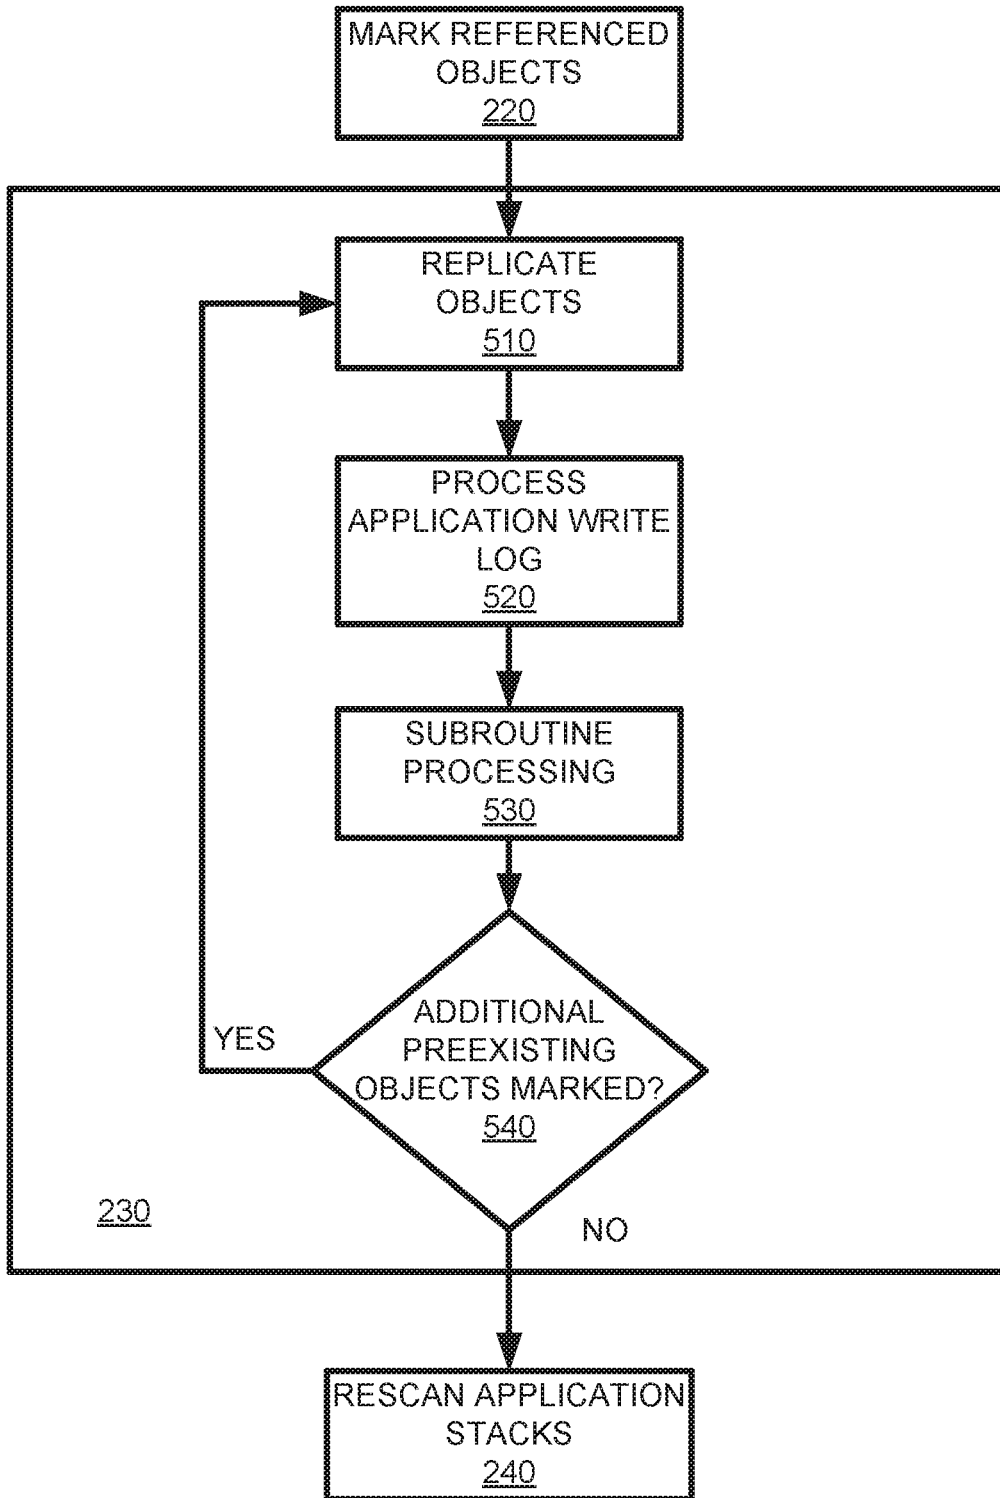 MARK REFERENCED
OBJECTS
220
REPLICATE
OBJECTS
510
PROCESS
APPLICATION WRITE
LOG
520
SUBROUTINE
PROCESSING
530
ADDITIONAL
PREEXISTING
OBJECTS MARKED?
540
YES
230
NO
RESCAN APPLICATION
STACKS
240